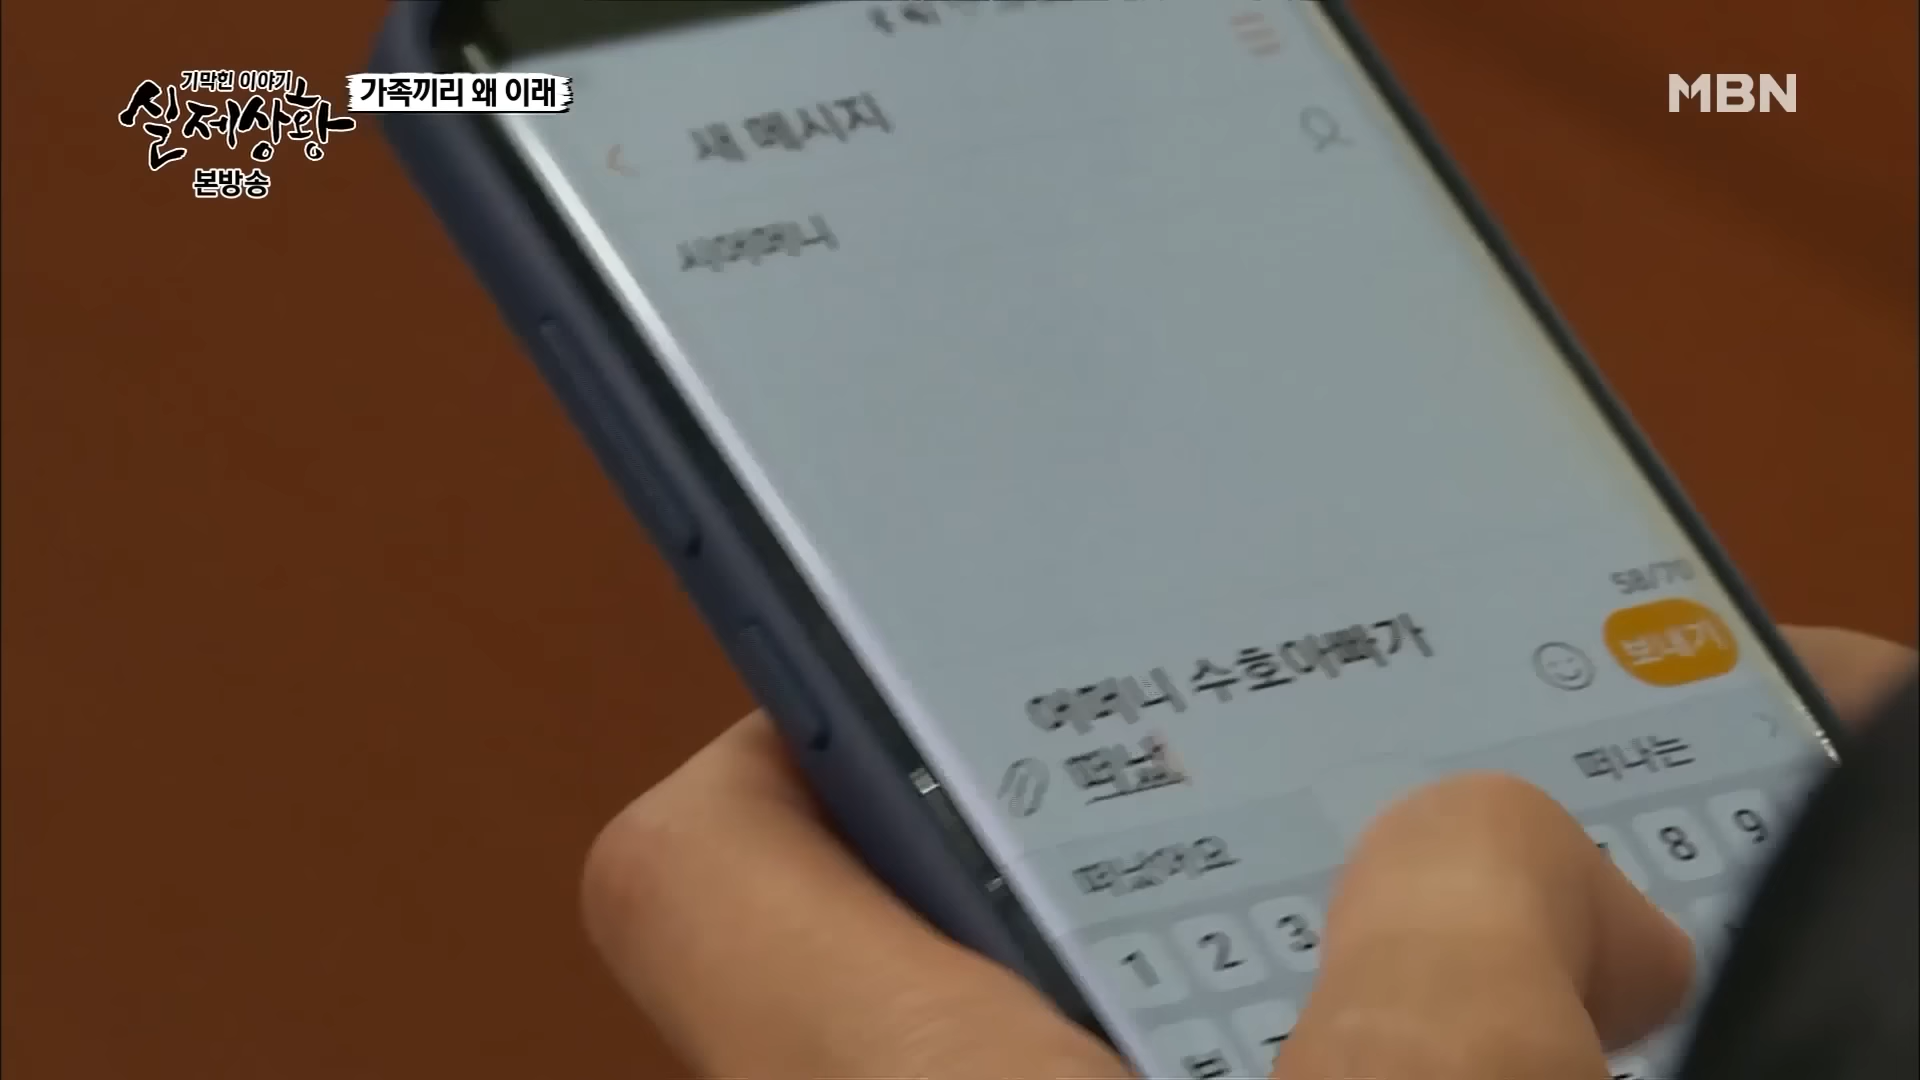 기막힌 이야기
실제상황
본방송
가족끼리 왜 이래
MBN
새 메시지
시어머니
58/70
어머니 수호아빠가
보내기
떠났
떠나는
떠났어요
8 9
1 2 3
ㅂ